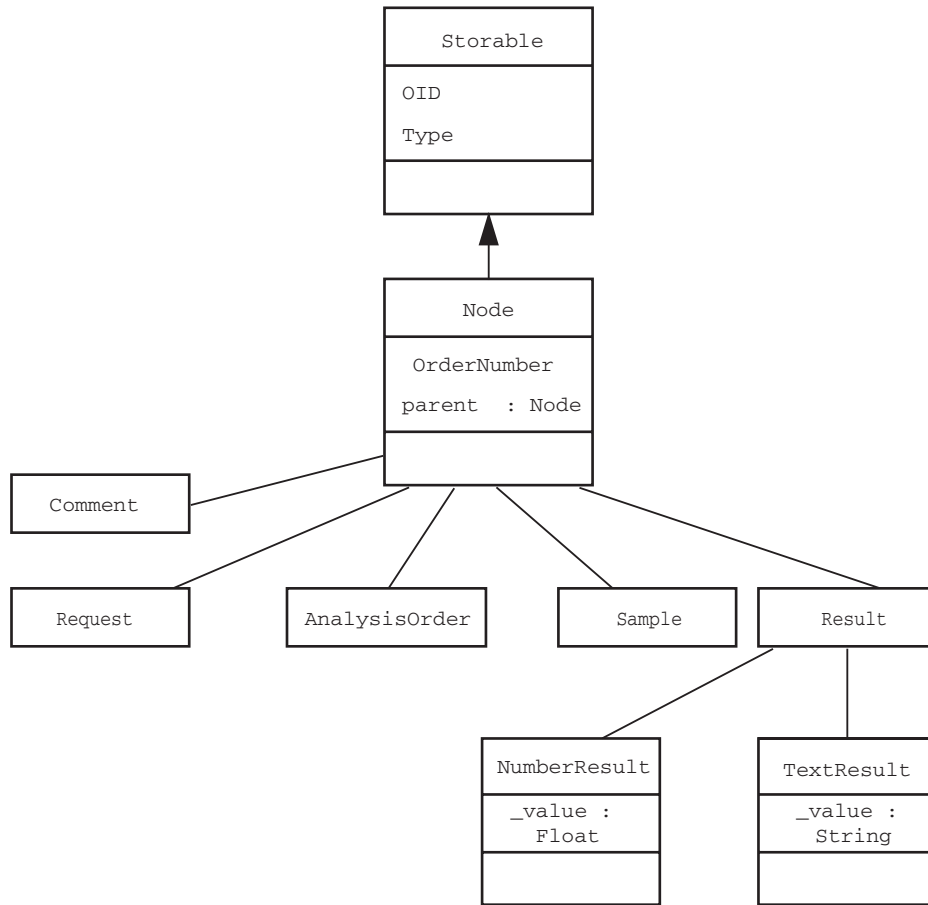 Storable
OID
Type
Node
OrderNumber
parent : Node
Comment
Request
AnalysisOrder
Sample
Result
NumberResult
_value :
Float
TextResult
_value :
String